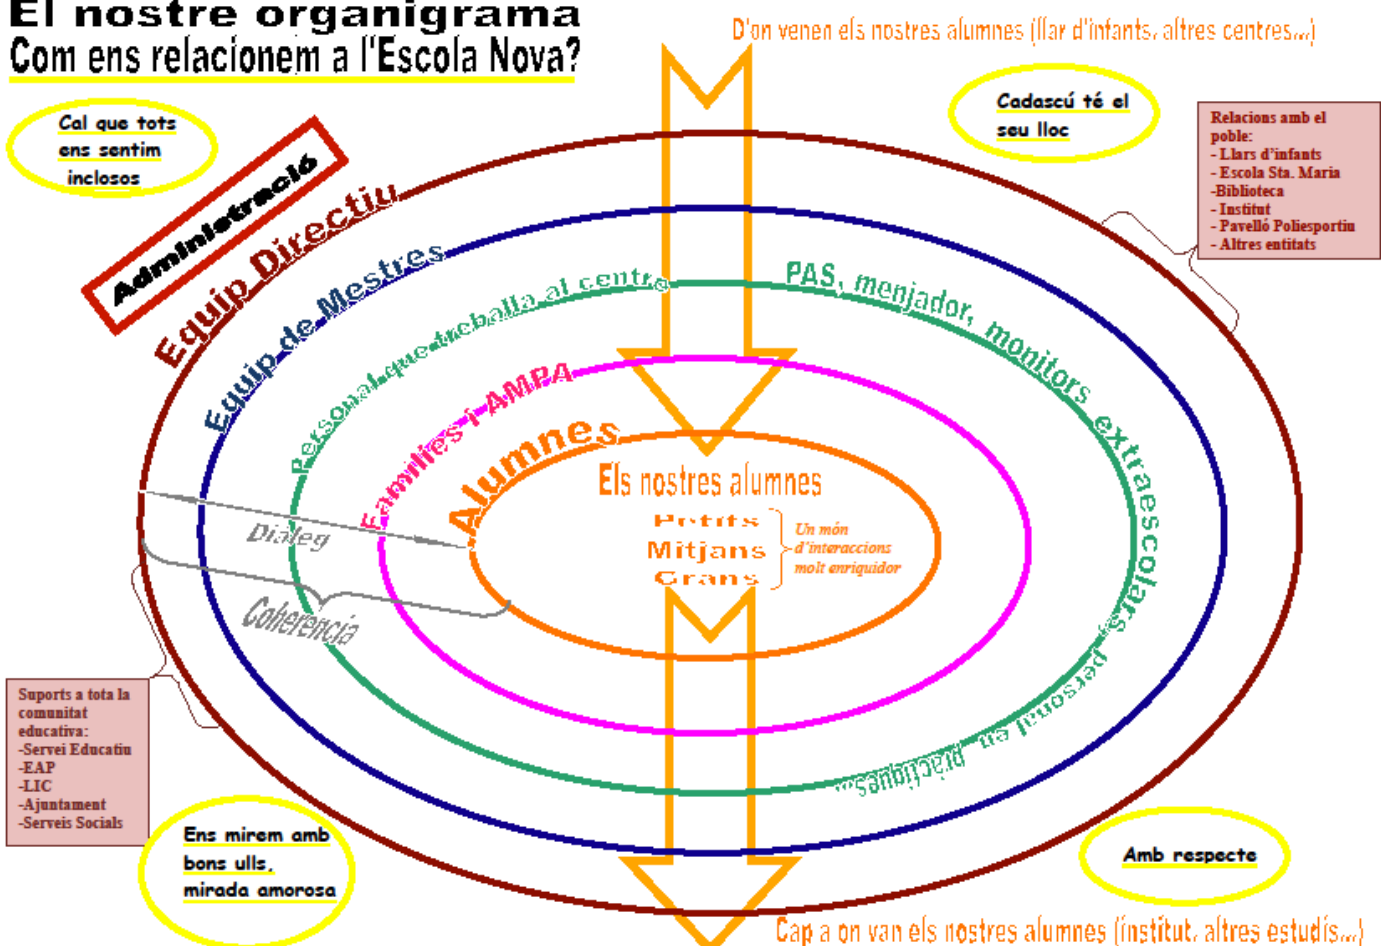 El nostre organigrama
Com ens relacionem a l'Escola Nova?
D'on venen els nostres alumnes (llar d'infants, altres centres...)
Cal que tots
ens sentim
inclosos
Cadascú té el
seu lloc
Relacions amb el
poble:
- Llars d'infants
- Escola Sta. Maria
-Biblioteca
- Institut
- Pavelló Poliesportiu
- Altres entitats
Administració
Equip Directiu
Equip de Mestres
Personal que treballa al centre
PAS, menjador, monitors extraescolars, personal en pràctiques...
Famílies i AMPA
Alumnes
Els nostres alumnes
Petits
Mitjans
Grans
Un món
d'interaccions
molt enriquidor
Diàleg
Coherència
Suports a tota la
comunitat
educativa:
-Servei Educatiu
-EAP
-LIC
-Ajuntament
-Serveis Socials
Ens mirem amb
bons ulls,
mirada amorosa
Amb respecte
Cap a on van els nostres alumnes (institut, altres estudis...)